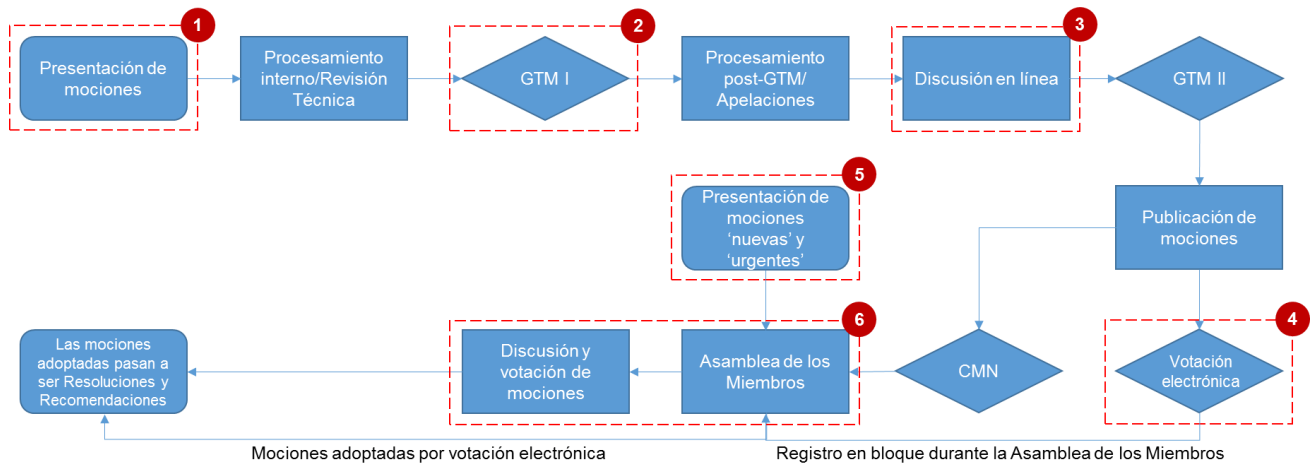 1
Presentación de
mociones
Procesamiento
interno/Revisión
Técnica
2
GTM I
Procesamiento
post-GTM/
Apelaciones
3
Discusión en línea
GTM II
5
Presentación de
mociones
‘nuevas’ y
‘urgentes’
Publicación de
mociones
6
4
Las mociones
adoptadas pasan a
ser Resoluciones y
Recomendaciones
Discusión y
votación de
mociones
Asamblea de los
Miembros
CMN
Votación
electrónica
Mociones adoptadas por votación electrónica
Registro en bloque durante la Asamblea de los Miembros